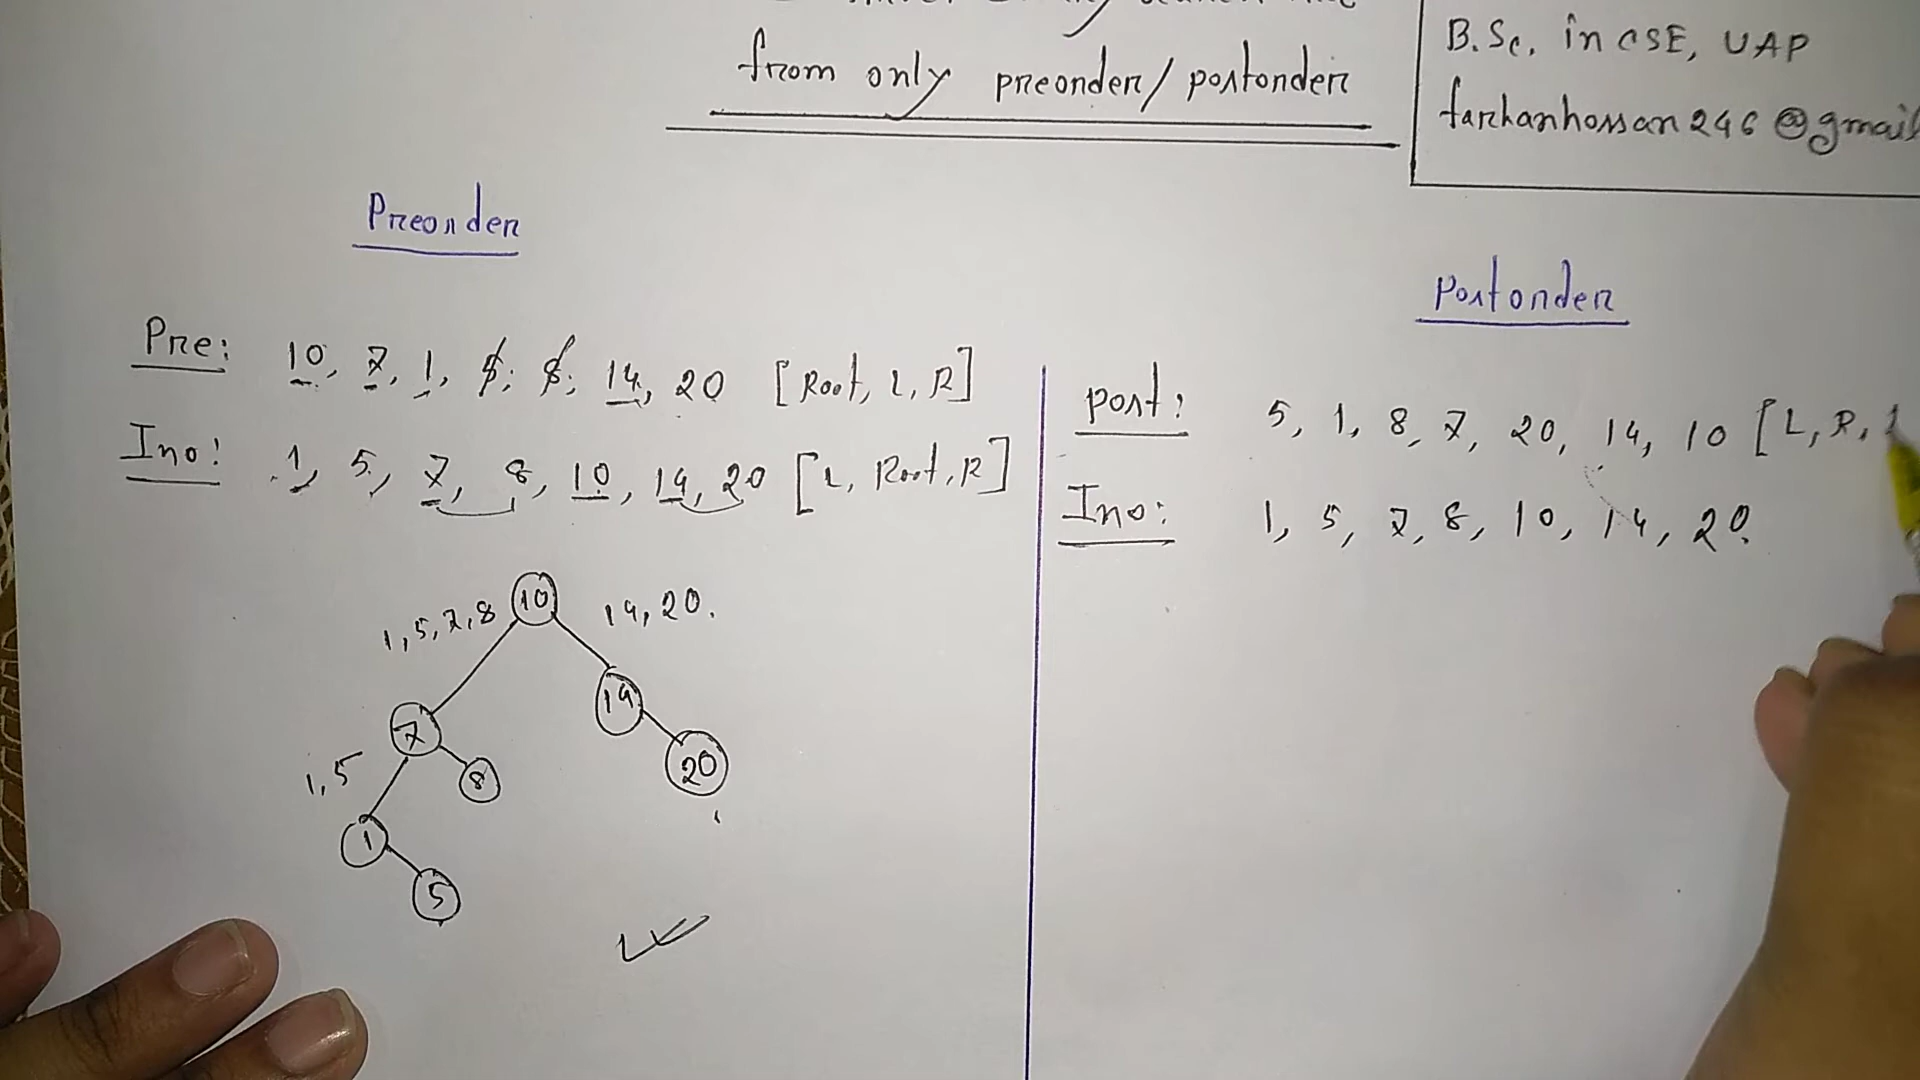 from only preorder/postorder
B.Sc. in CSE, UAP
farhanhossan246@gmail
Preorder
Pre: 10, 7, 1, 5, 8, 14, 20 [Root, L, R]
Ino: 1, 5, 7, 8, 10, 14, 20 [L, Root, R]
1, 5, 7, 8
10
14, 20.
7
14
1, 5
8
20
1
5
Postorder
Post: 5, 1, 8, 7, 20, 14, 10 [L, R,
Ino: 1, 5, 7, 8, 10, 14, 20.